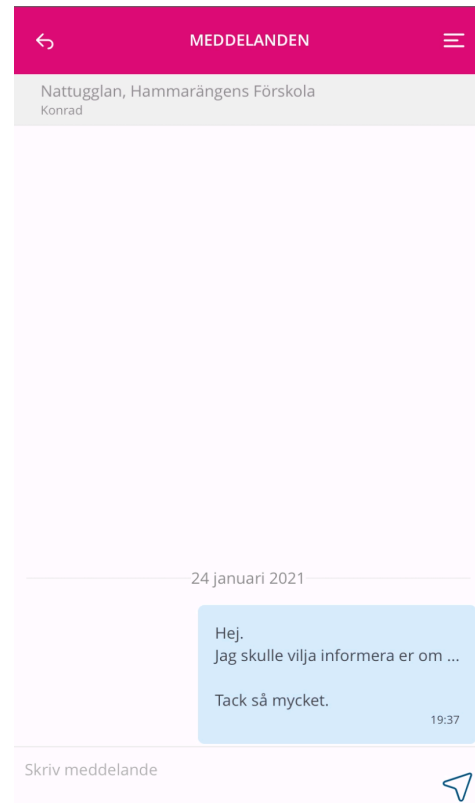 MEDDELANDEN
Nattugglan, Hammarängens Förskola
Konrad
24 januari 2021
Hej.
Jag skulle vilja informera er om ...
Tack så mycket.
19:37
Skriv meddelande